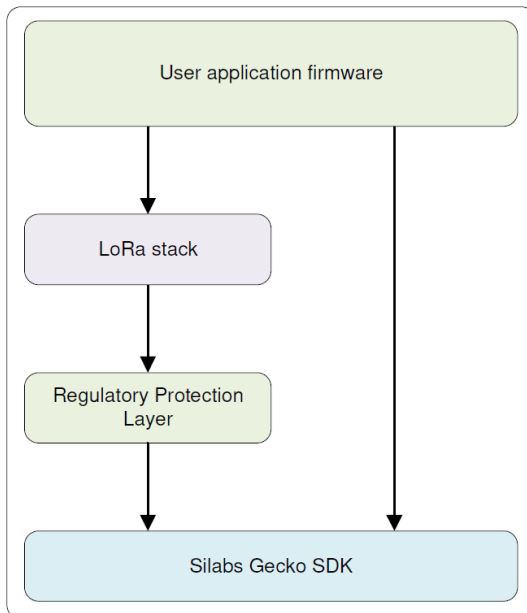 User application firmware
LoRa stack
Regulatory Protection
Layer
Silabs Gecko SDK